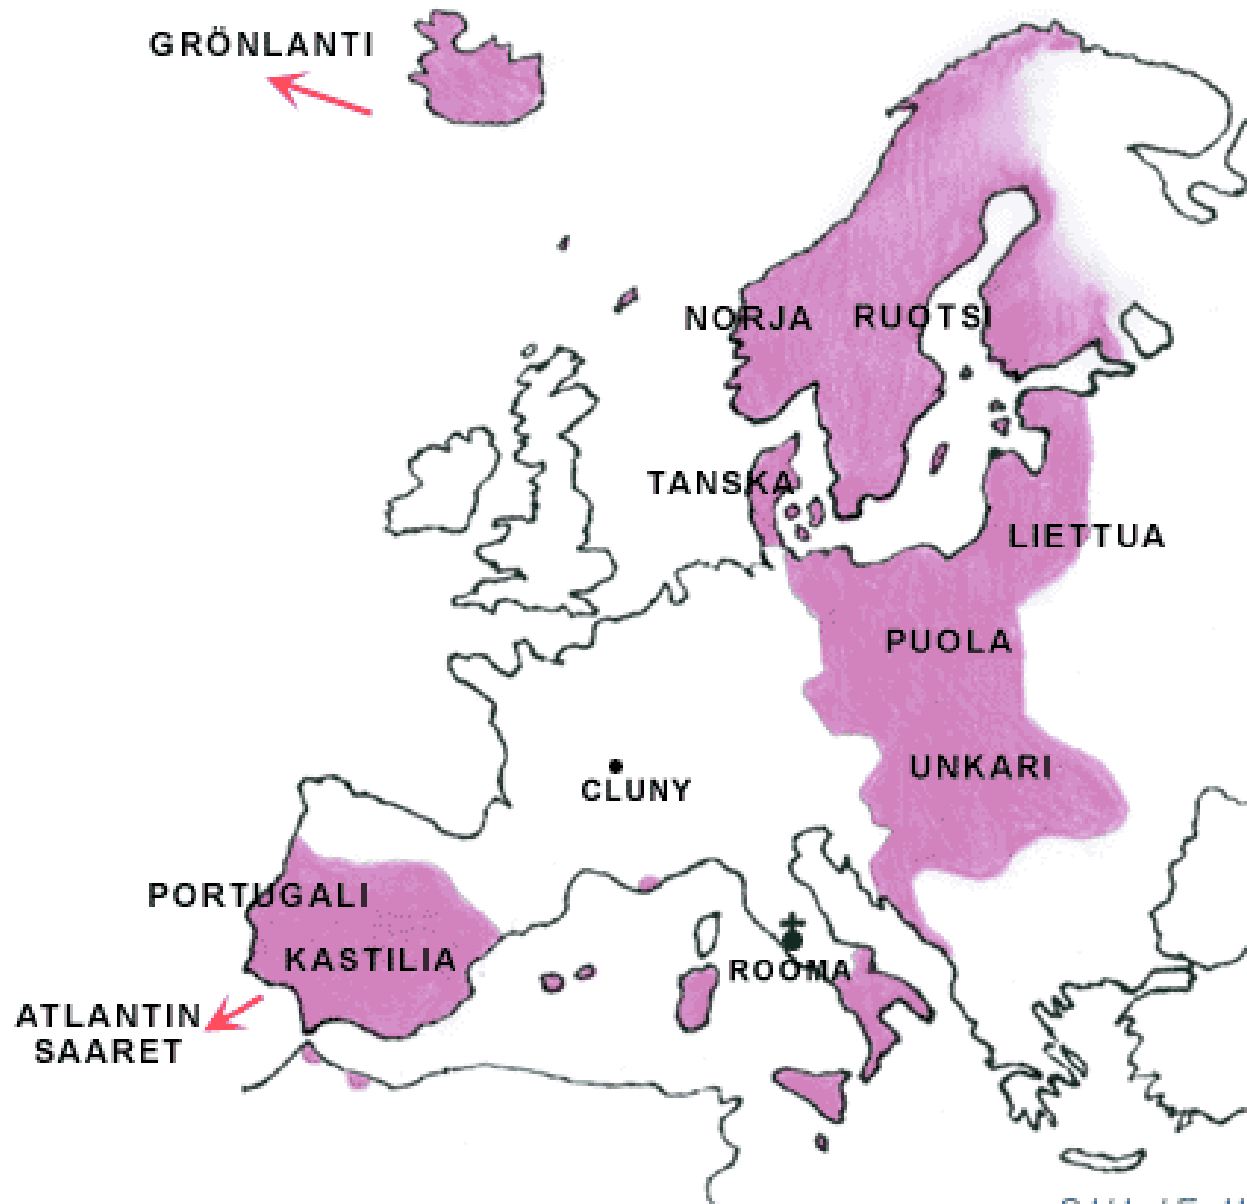 GRÖNLANTI
NORJA
RUOTSI
TANSKA
LIETTUA
PUOLA
UNKARI
CLUNY
PORTUGALI
KASTILIA
ROOMA
ATLANTIN
SAARET